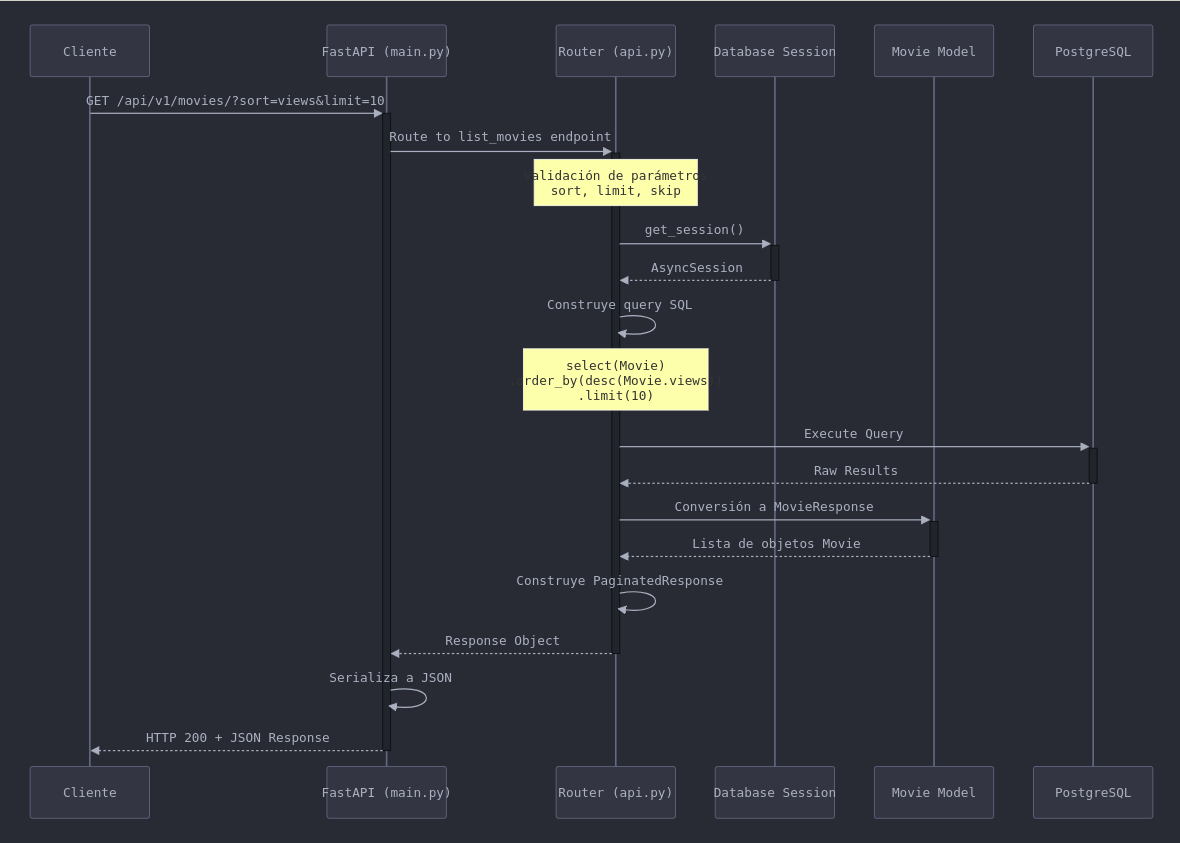 Cliente
FastAPI (main.py)
Router (api.py)
Database Session
Movie Model
PostgreSQL
GET /api/v1/movies/?sort=views&limit=10
Route to list_movies endpoint
alidación de parámetros
sort, limit, skip
get_session()
AsyncSession
Construye query SQL
select(Movie)
rder_by(desc(Movie.views)
.limit(10)
Execute Query
Raw Results
Conversión a MovieResponse
Lista de objetos Movie
Construye PaginatedResponse
Response Object
Serializa a JSON
HTTP 200 + JSON Response
Cliente
FastAPI (main.py)
Router (api.py)
Database Session
Movie Model
PostgreSQL